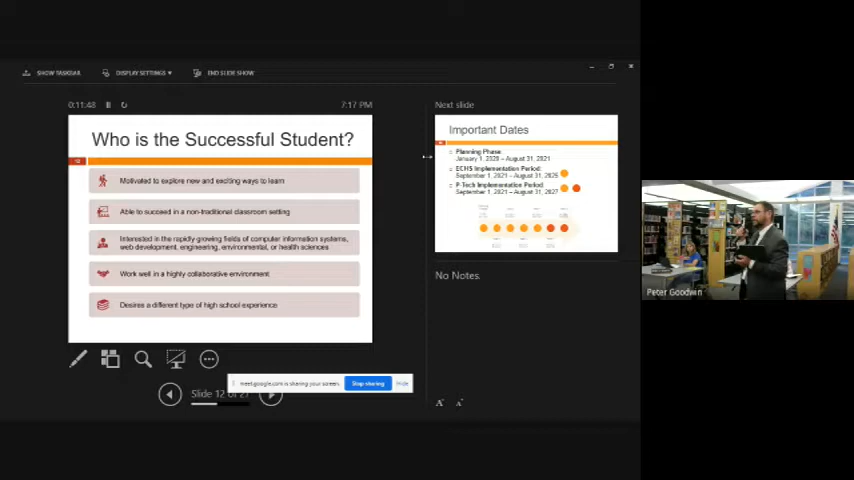 SHOW TASKBAR
DISPLAY SETTINGS ▾
END SLIDE SHOW
0:11:48
7:17 PM
Who is the Successful Student?
12
Motivated to explore new and exciting ways to learn
Able to succeed in a non-traditional classroom setting
Interested in the rapidly growing fields of computer information systems,
web development, engineering, environmental, or health sciences
Work well in a highly collaborative environment
Desires a different type of high school experience
Next slide
Important Dates
Planning Phase:
January 1, 2020 – August 31, 2021
ECHS Implementation Period:
September 1, 2021 – August 31, 2025
P-Tech Implementation Period:
September 1, 2021 – August 31, 2027
No Notes.
meet.google.com is sharing your screen.
Stop sharing
Hide
Slide 12 of 27
A
A
Peter Goodwin